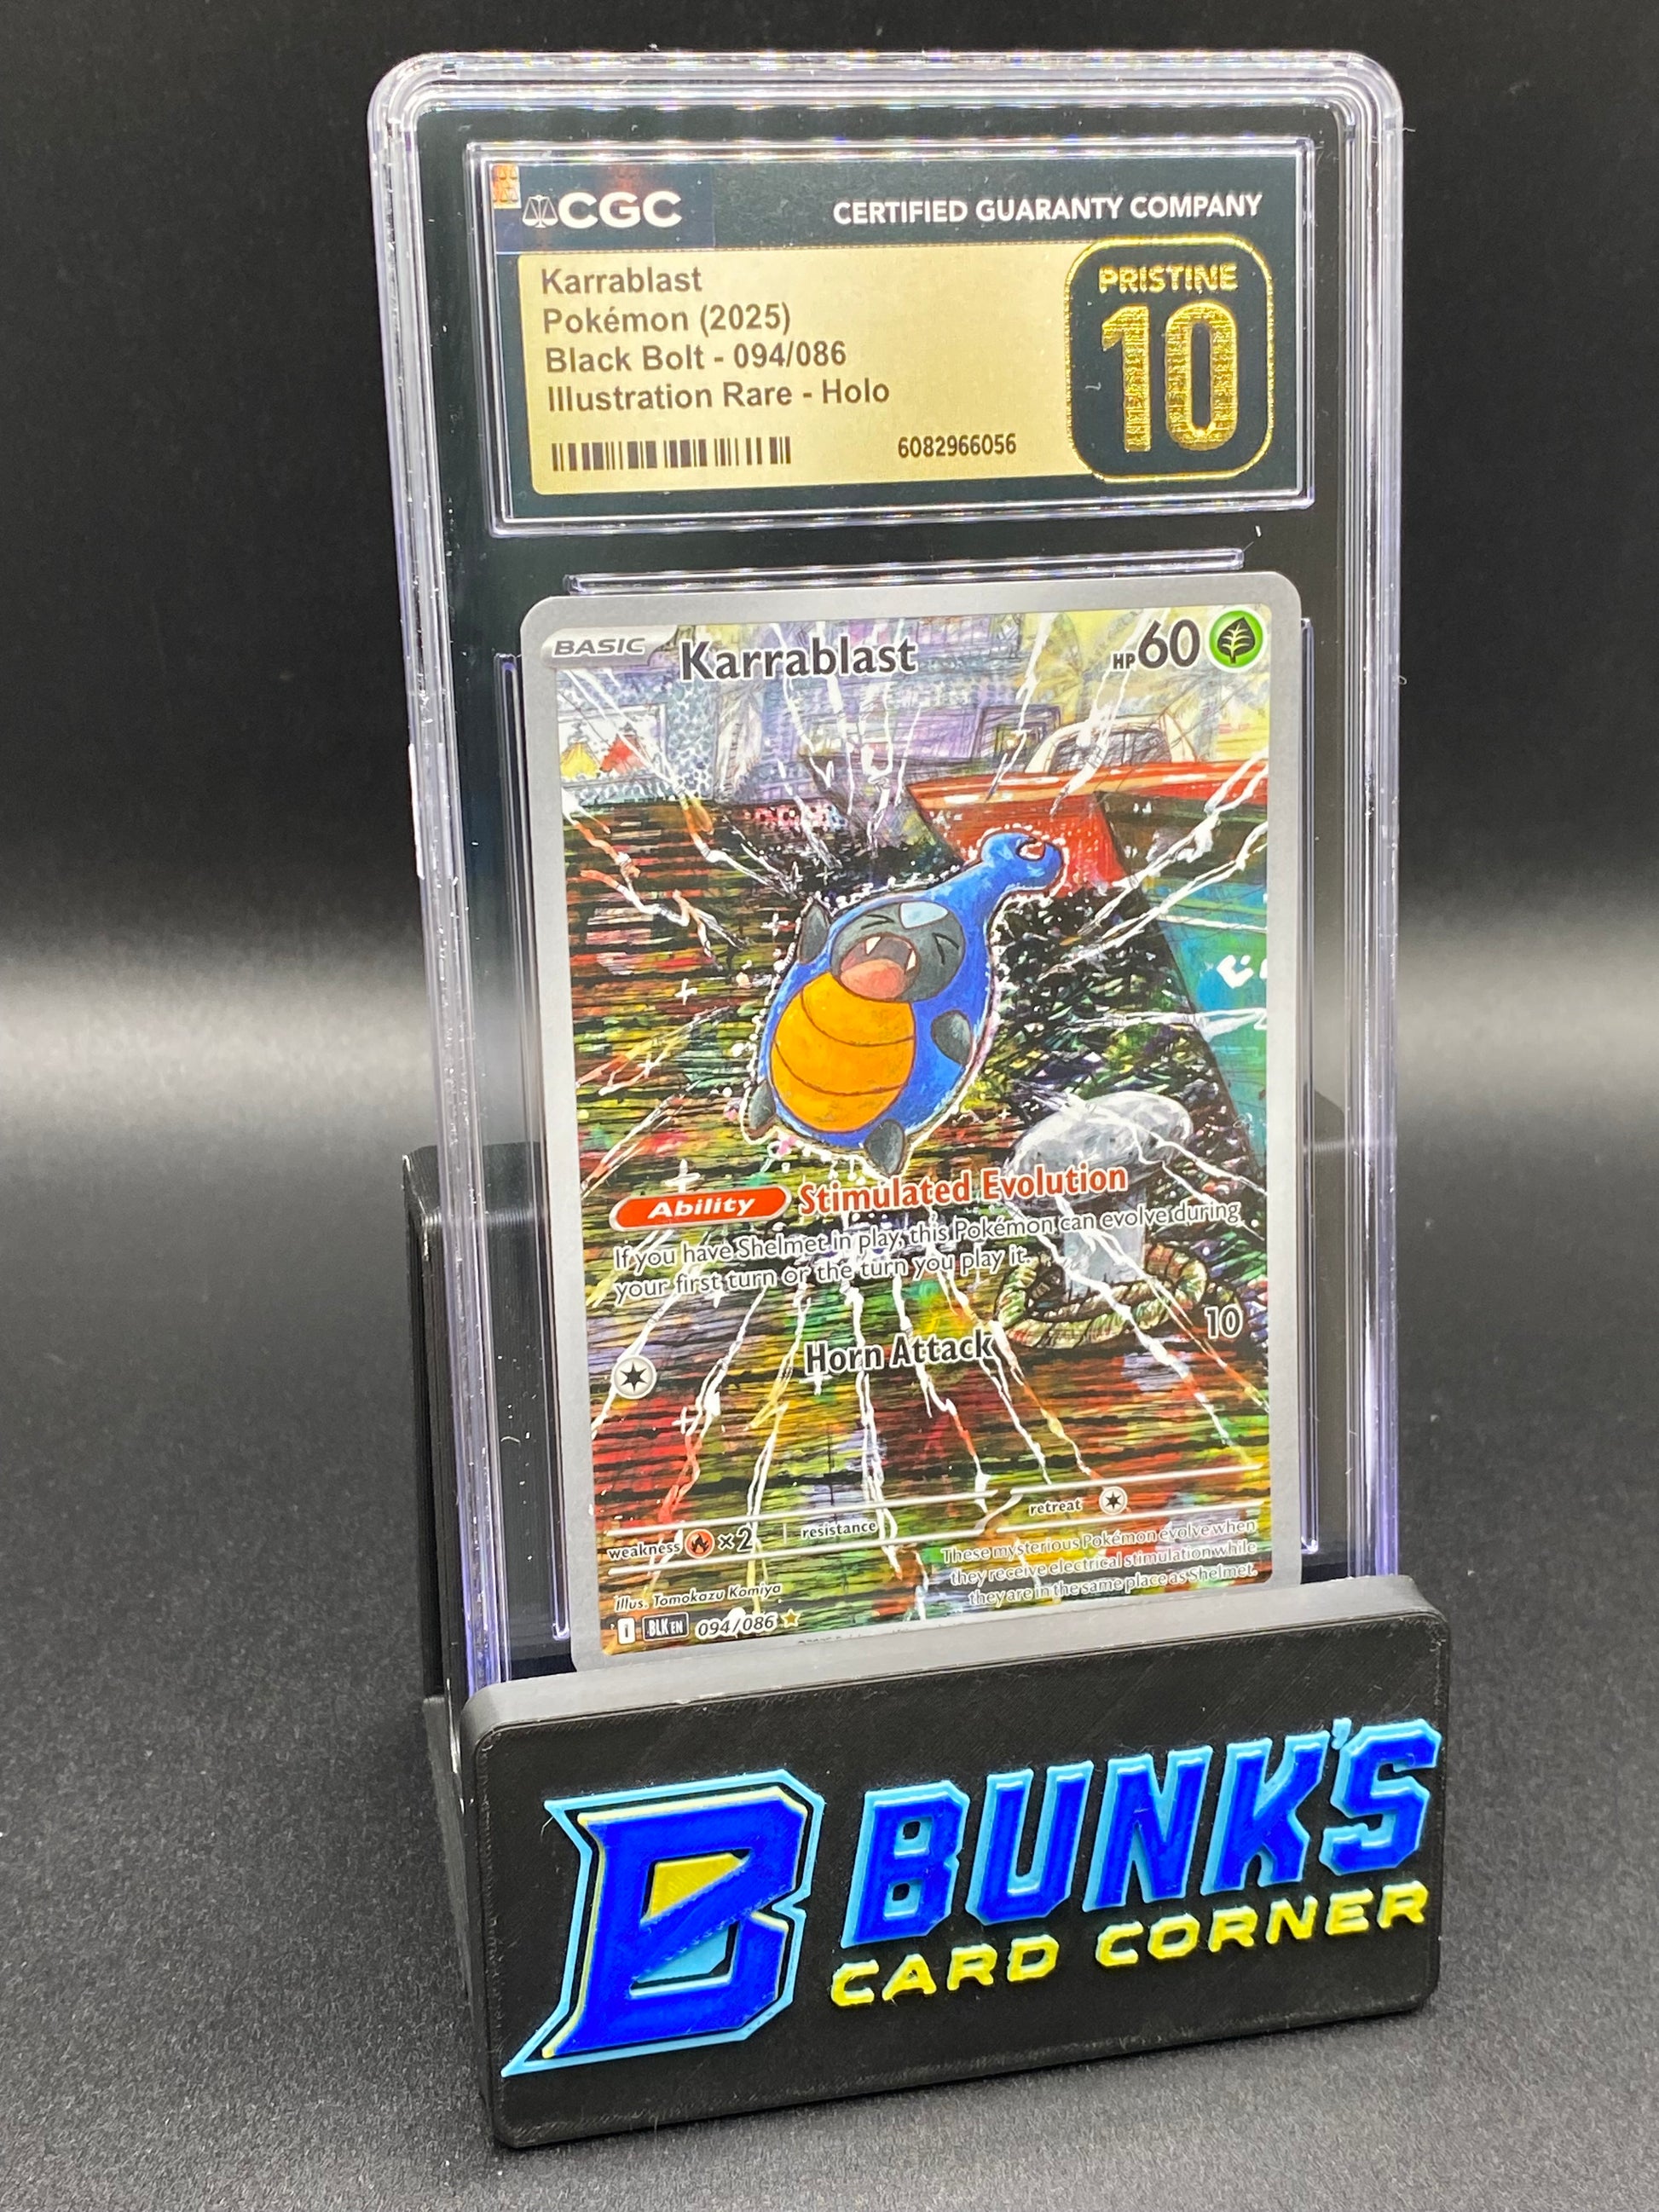 CGC
CERTIFIED GUARANTY COMPANY
Karrablast
Pokémon (2025)
Black Bolt - 094/086
Illustration Rare - Holo
6082966056
PRISTINE
10
BASIC
Karrablast
HP60
Ability
Stimulated Evolution
If you have Shelmet in play, this Pokémon can evolve during
your first turn or the turn you play it.
Horn Attack
10
weakness ×2
resistance
retreat
These mysterious Pokémon evolve when
they receive electrical stimulation while
they are in the same place as Shelmet.
Illus. Tomokazu Komiya
I BLK EN 094/086
B
BUNK'S
CARD CORNER